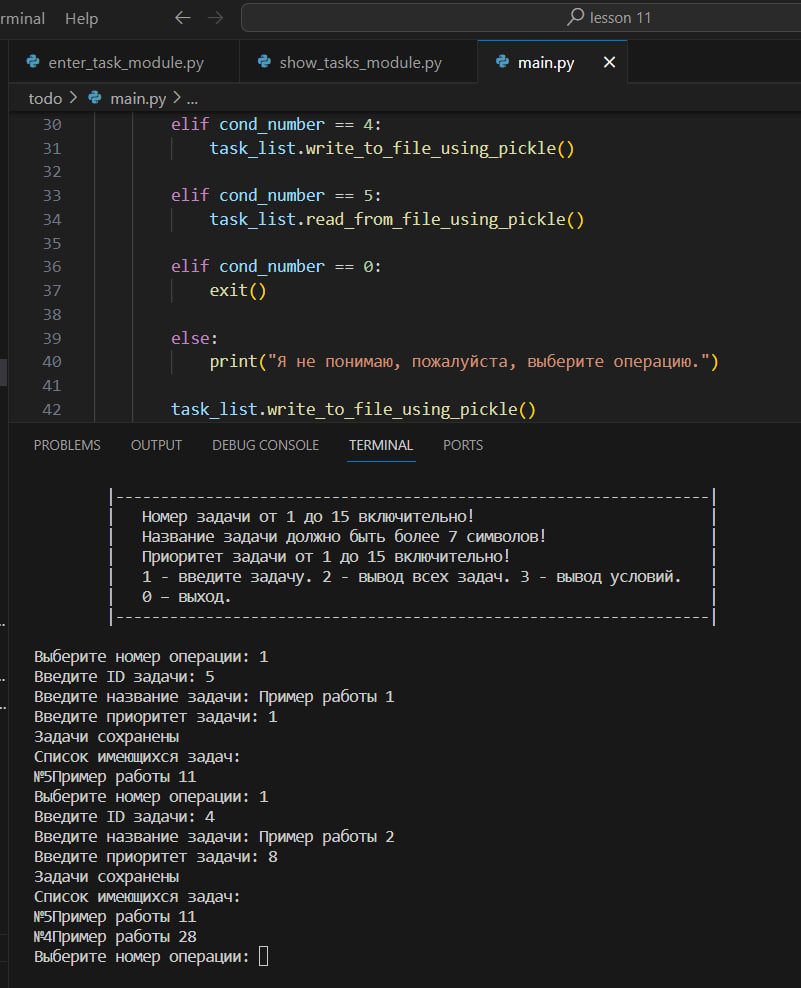 rminal Help ← → lesson 11
enter_task_module.py show_tasks_module.py main.py ×
todo > main.py > ...
30 elif cond_number == 4:
31 task_list.write_to_file_using_pickle()
32
33 elif cond_number == 5:
34 task_list.read_from_file_using_pickle()
35
36 elif cond_number == 0:
37 exit()
38
39 else:
40 print("Я не понимаю, пожалуйста, выберите операцию.")
41
42 task_list.write_to_file_using_pickle()
PROBLEMS OUTPUT DEBUG CONSOLE TERMINAL PORTS
|------------------------------------------------------------------|
| Номер задачи от 1 до 15 включительно! |
| Название задачи должно быть более 7 символов! |
| Приоритет задачи от 1 до 15 включительно! |
| 1 - введите задачу. 2 - вывод всех задач. 3 - вывод условий. |
| 0 – выход. |
|------------------------------------------------------------------|
Выберите номер операции: 1
Введите ID задачи: 5
Введите название задачи: Пример работы 1
Введите приоритет задачи: 1
Задачи сохранены
Список имеющихся задач:
№5Пример работы 11
Выберите номер операции: 1
Введите ID задачи: 4
Введите название задачи: Пример работы 2
Введите приоритет задачи: 8
Задачи сохранены
Список имеющихся задач:
№5Пример работы 11
№4Пример работы 28
Выберите номер операции: